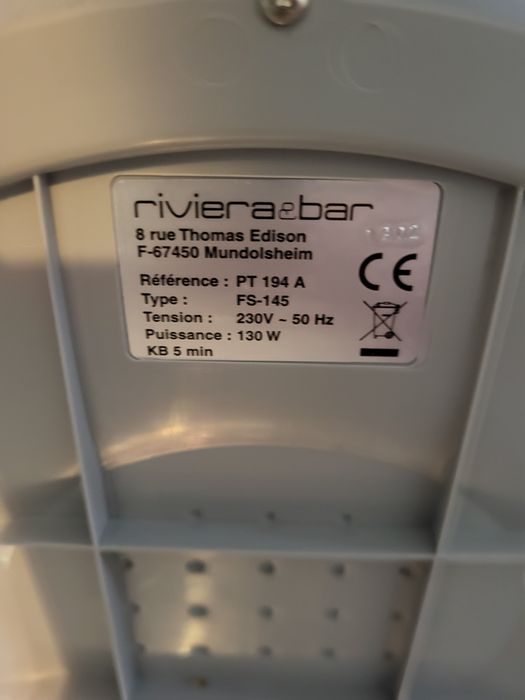 riviera&bar
8 rue Thomas Edison
F-67450 Mundolsheim
Référence : PT 194 A
Type : FS-145
Tension : 230V ~ 50 Hz
Puissance : 130 W
KB 5 min
CE